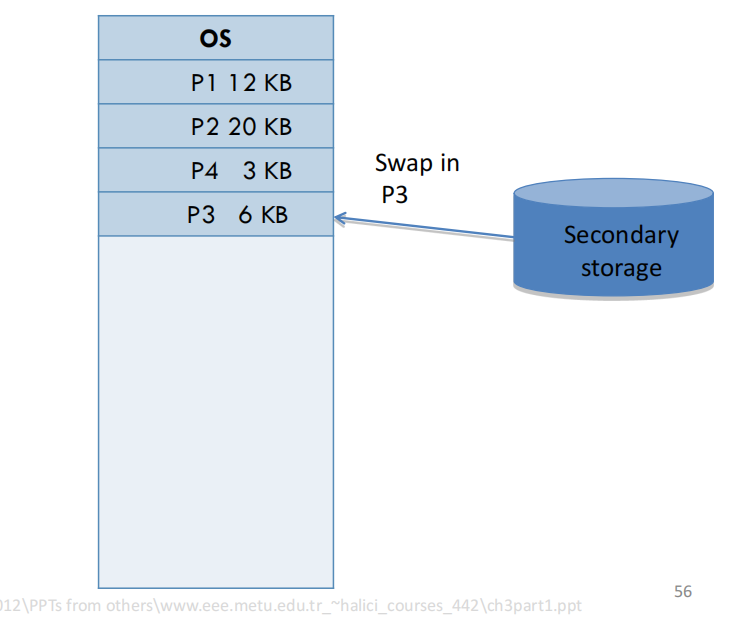 OS
P1 12 KB
P2 20 KB
P4 3 KB
P3 6 KB
Swap in
P3
Secondary
storage
56
012\PPTs from others\www.eee.metu.edu.tr_~halici_courses_442\ch3part1.ppt